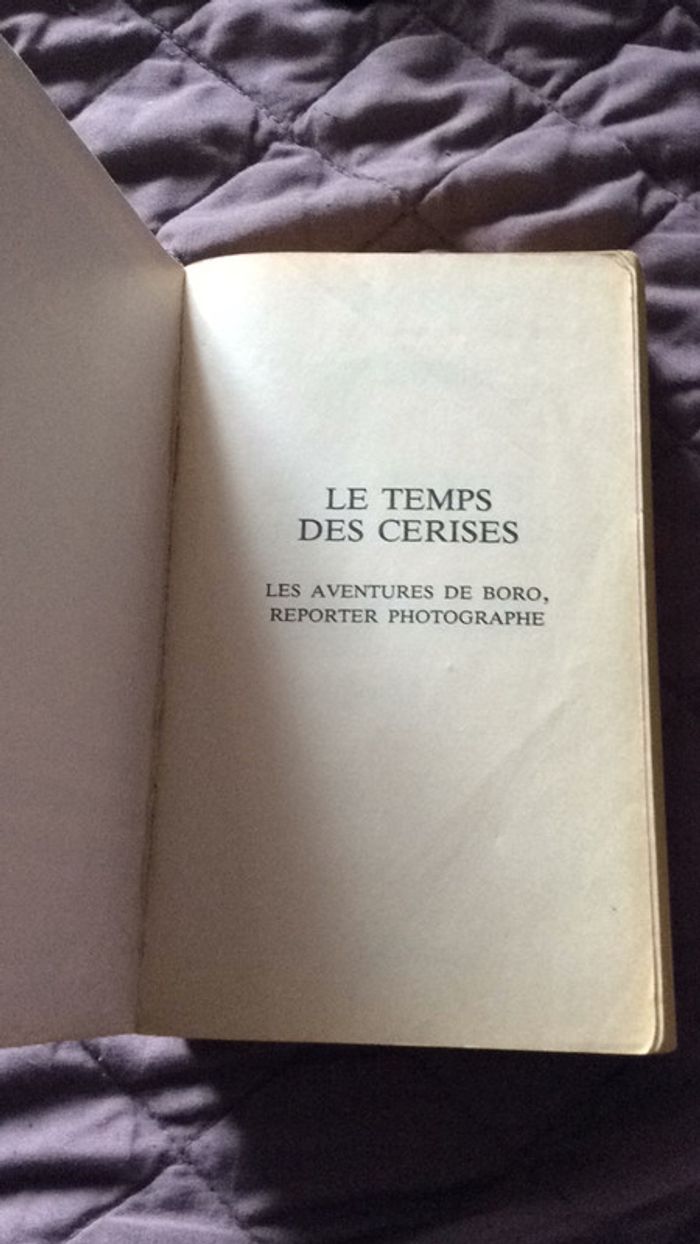 LE TEMPS
DES CERISES
LES AVENTURES DE BORO,
REPORTER PHOTOGRAPHE